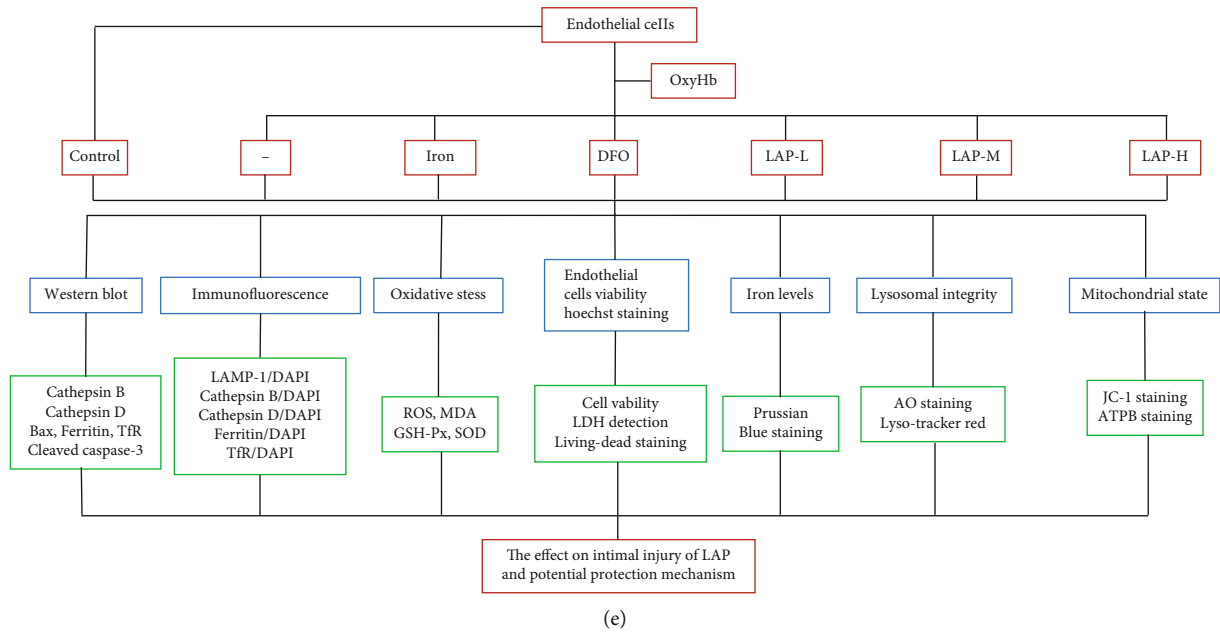 Endothelial ceIIs
OxyHb
Control
–
Iron
DFO
LAP-L
LAP-M
LAP-H
Western blot
Immunofluorescence
Oxidative stess
Endothelial
cells viability
hoechst staining
Iron levels
Lysosomal integrity
Mitochondrial state
Cathepsin B
Cathepsin D
Bax, Ferritin, TfR
Cleaved caspase-3
LAMP-1/DAPI
Cathepsin B/DAPI
Cathepsin D/DAPI
Ferritin/DAPI
TfR/DAPI
ROS, MDA
GSH-Px, SOD
Cell vability
LDH detection
Living-dead staining
Prussian
Blue staining
AO staining
Lyso-tracker red
JC-1 staining
ATPB staining
The effect on intimal injury of LAP
and potential protection mechanism
(e)